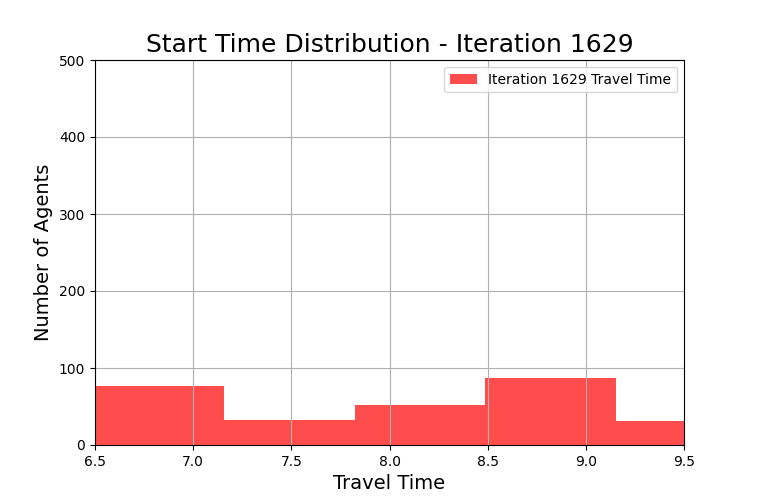 Start Time Distribution - Iteration 1629
500
Iteration 1629 Travel Time
400
300
200
100
0
Number of Agents
6.5 7.0 7.5 8.0 8.5 9.0 9.5
Travel Time